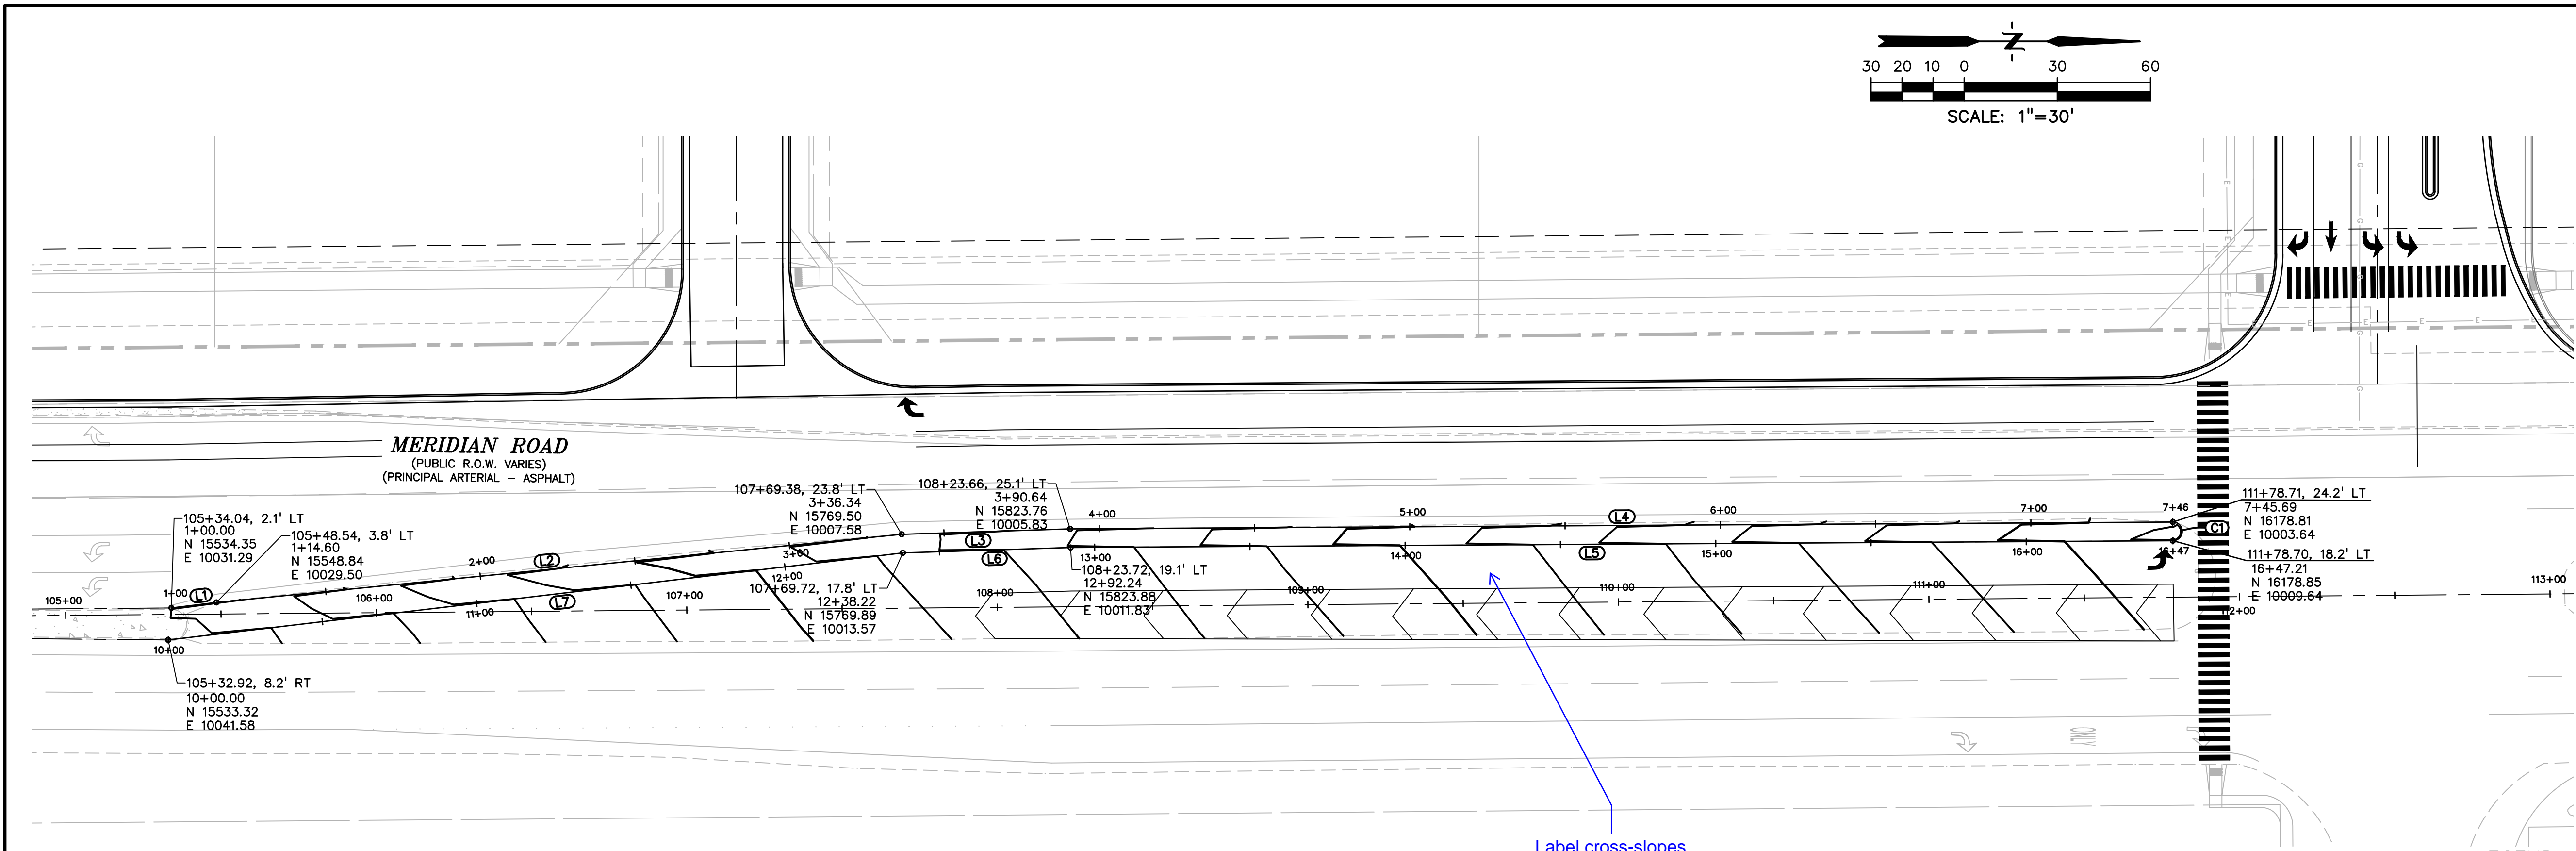 N
30 20 10 0 30 60
SCALE: 1"=30'
E
G
G
E
E
G
E
E
E
E
G
MERIDIAN ROAD
(PUBLIC R.O.W. VARIES)
(PRINCIPAL ARTERIAL - ASPHALT)
107+69.38, 23.8' LT
3+36.34
N 15769.50
E 10007.58
108+23.66, 25.1' LT
3+90.64
N 15823.76
E 10005.83
105+34.04, 2.1' LT
1+00.00
N 15534.35
E 10031.29
105+48.54, 3.8' LT
1+14.60
N 15548.84
E 10029.50
111+78.71, 24.2' LT
7+45.69
N 16178.81
E 10003.64
111+78.70, 18.2' LT
16+47.21
N 16178.85
E 10009.64
4+00
5+00
6+00
7+00
7+46
L1
L2
L3
L4
L5
L6
L7
C1
1+00
2+00
3+00
10+00
11+00
12+00
13+00
14+00
15+00
16+00
16+47
105+00
106+00
107+00
108+00
109+00
110+00
111+00
112+00
113+00
107+69.72, 17.8' LT
12+38.22
N 15769.89
E 10013.57
108+23.72, 19.1' LT
12+92.24
N 15823.88
E 10011.83
105+32.92, 8.2' RT
10+00.00
N 15533.32
E 10041.58
ONLY
Label cross-slopes